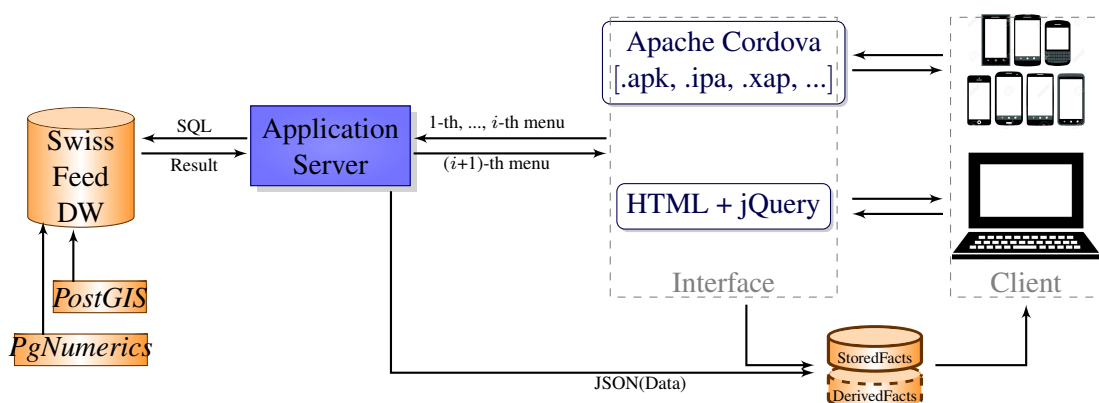 Apache Cordova
[.apk, .ipa, .xap, ...]
SQL
Result
Swiss
Feed
DW
Application
Server
1-th, ..., i-th menu
(i+1)-th menu
HTML + jQuery
Interface
Client
PostGIS
PgNumerics
StoredFacts
JSON(Data)
DerivedFacts